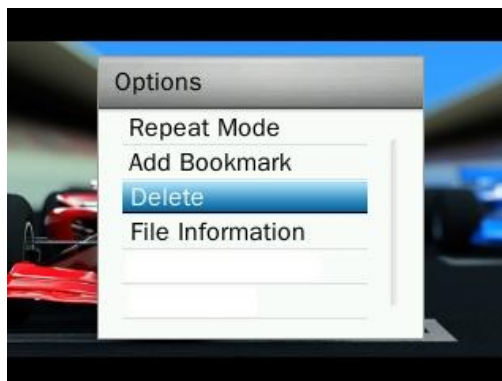 Options
Repeat Mode
Add Bookmark
Delete
File Information